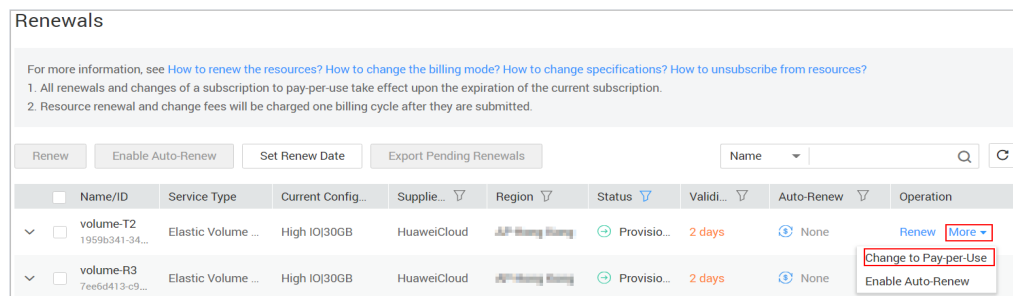 Renewals
For more information, see How to renew the resources? How to change the billing mode? How to change specifications? How to unsubscribe from resources?
1. All renewals and changes of a subscription to pay-per-use take effect upon the expiration of the current subscription.
2. Resource renewal and change fees will be charged one billing cycle after they are submitted.
Renew Enable Auto-Renew Set Renew Date Export Pending Renewals Name
Name/ID Service Type Current Config... Supplie... Region Status Validi... Auto-Renew Operation
volume-T2 Elastic Volume ... High IO|30GB HuaweiCloud Provisio... 2 days None Renew More
1959b341-34...
Change to Pay-per-Use
volume-R3 Elastic Volume ... High IO|30GB HuaweiCloud Provisio... 2 days None Enable Auto-Renew
7ee6d413-c9...